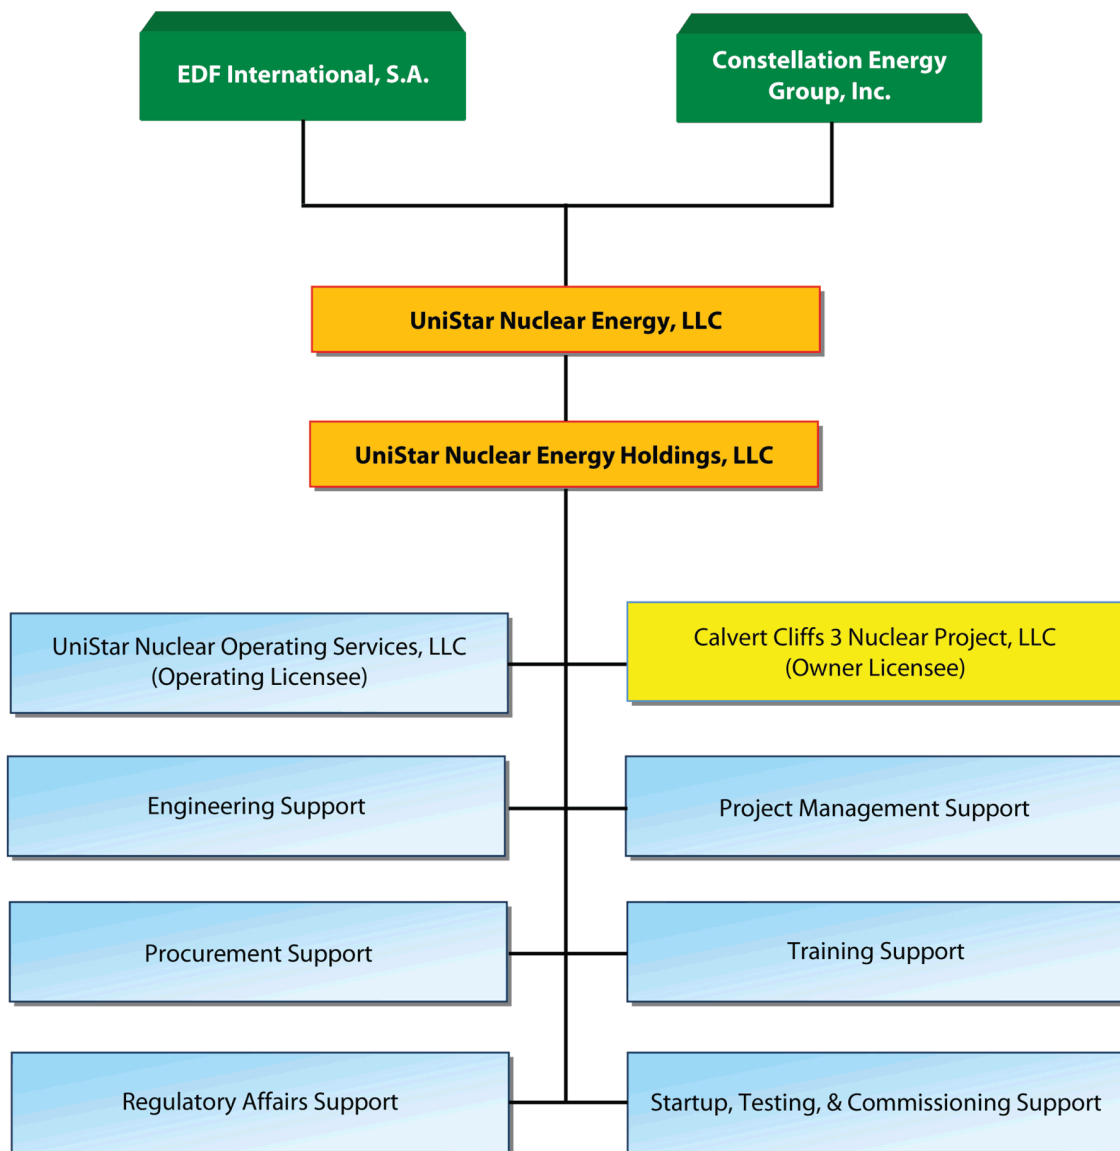 EDF International, S.A.
Constellation Energy
Group, Inc.
UniStar Nuclear Energy, LLC
UniStar Nuclear Energy Holdings, LLC
UniStar Nuclear Operating Services, LLC
(Operating Licensee)
Calvert Cliffs 3 Nuclear Project, LLC
(Owner Licensee)
Engineering Support
Project Management Support
Procurement Support
Training Support
Regulatory Affairs Support
Startup, Testing, & Commissioning Support